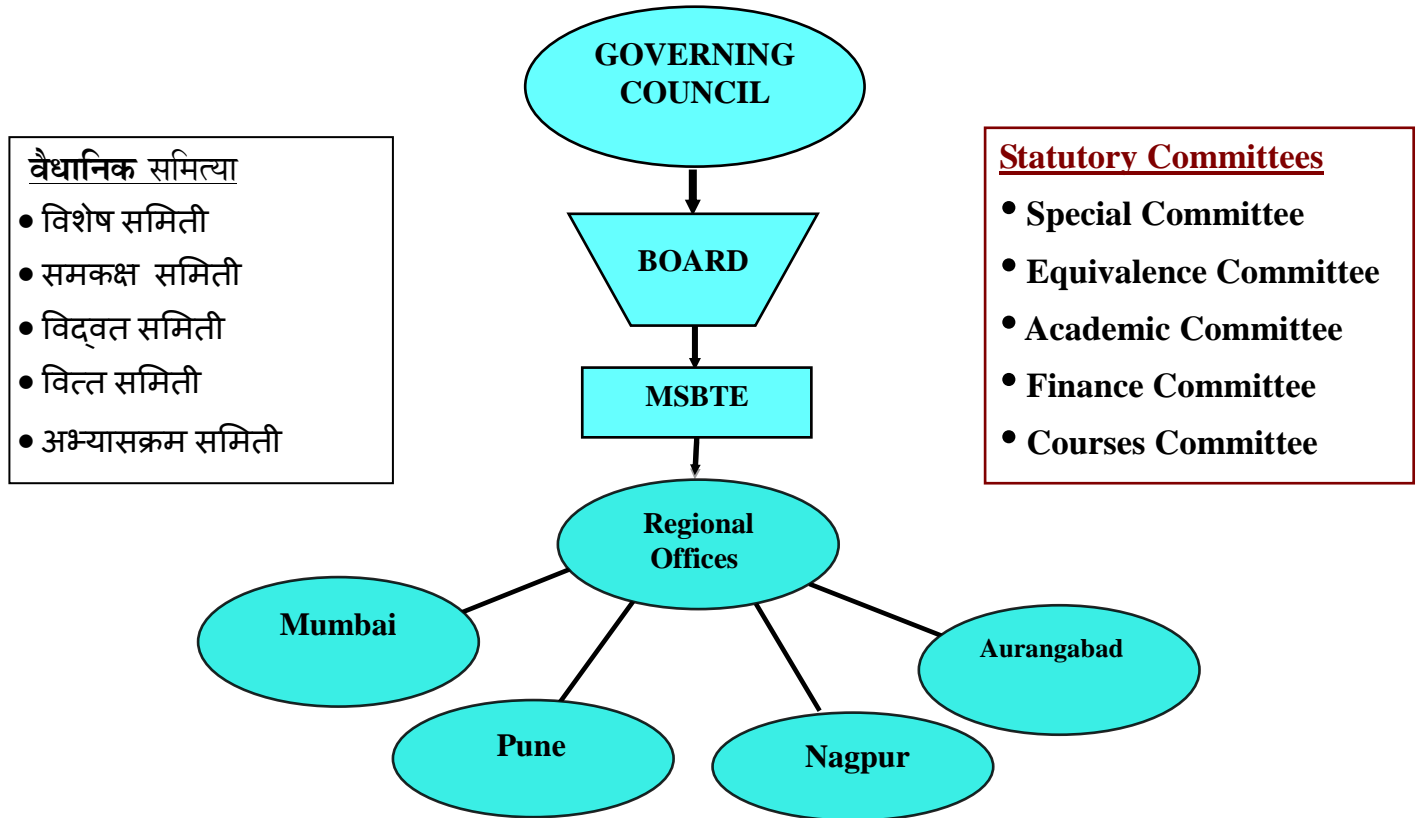 GOVERNING
COUNCIL
वैधानिक समित्या
• विशेष समिती
• समकक्ष समिती
• विद्‌वत समिती
• वित्त समिती
• अभ्यासक्रम समिती
Statutory Committees
• Special Committee
• Equivalence Committee
• Academic Committee
• Finance Committee
• Courses Committee
BOARD
MSBTE
Regional
Offices
Mumbai
Pune
Nagpur
Aurangabad